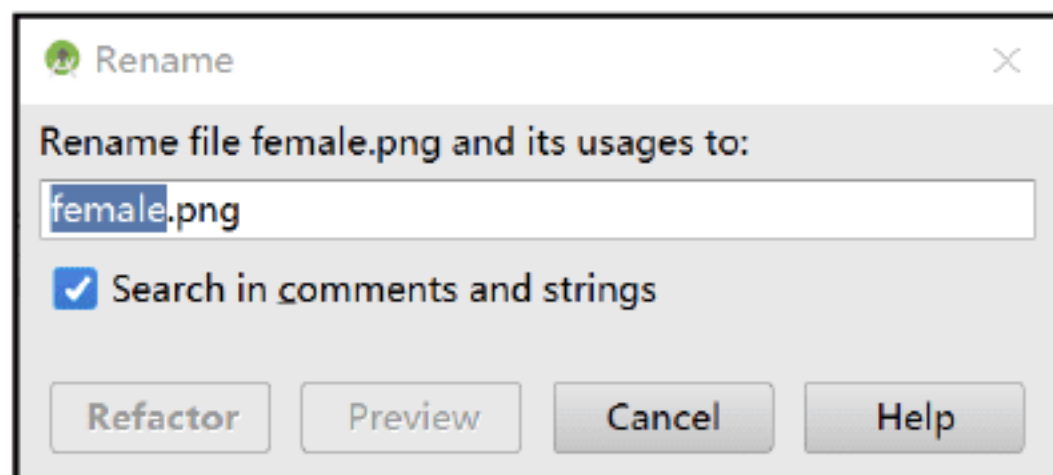 Rename
Rename file female.png and its usages to:
female.png
Search in comments and strings
Refactor Preview Cancel Help